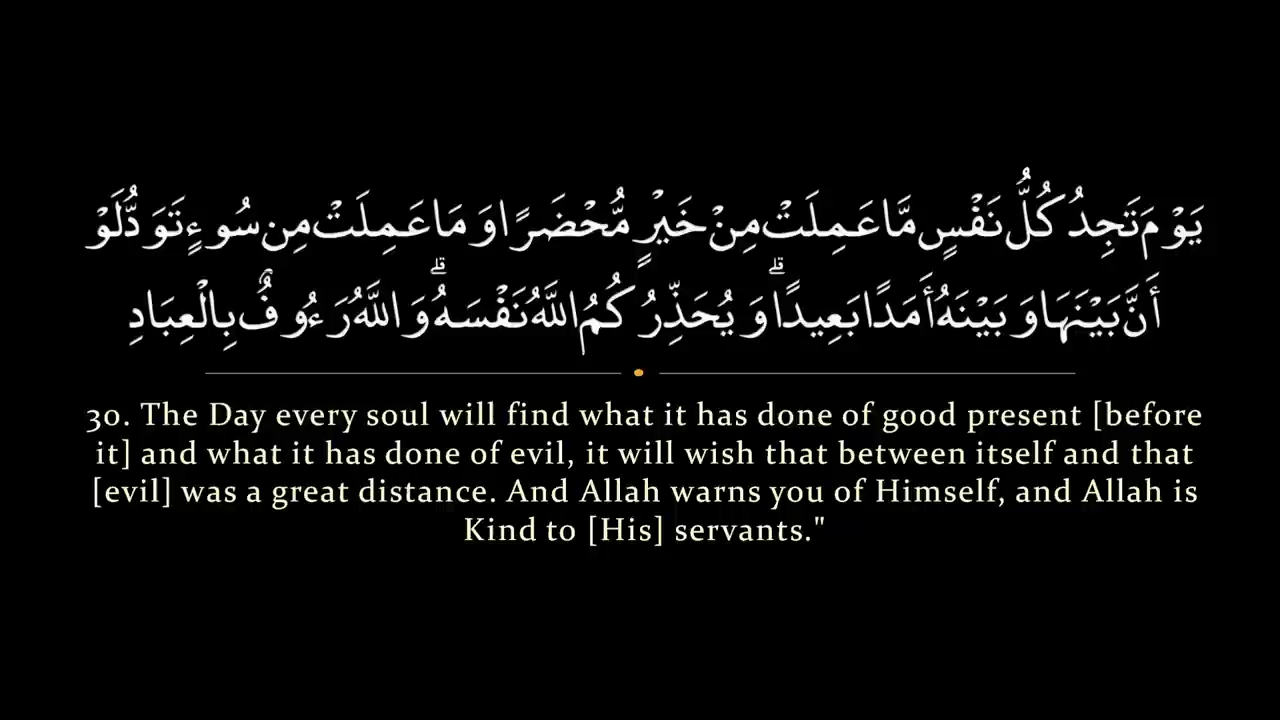 يَوْمَ تَجِدُ كُلُّ نَفْسٍ مَّا عَمِلَتْ مِنْ خَيْرٍ مُّحْضَرًا وَمَا عَمِلَتْ مِن سُوءٍ تَوَدُّ لَوْ
أَنَّ بَيْنَهَا وَبَيْنَهُ أَمَدًا بَعِيدًا ۗ وَيُحَذِّرُكُمُ اللَّهُ نَفْسَهُ ۗ وَاللَّهُ رَءُوفٌ بِالْعِبَادِ
30. The Day every soul will find what it has done of good present [before
it] and what it has done of evil, it will wish that between itself and that
[evil] was a great distance. And Allah warns you of Himself, and Allah is
Kind to [His] servants."